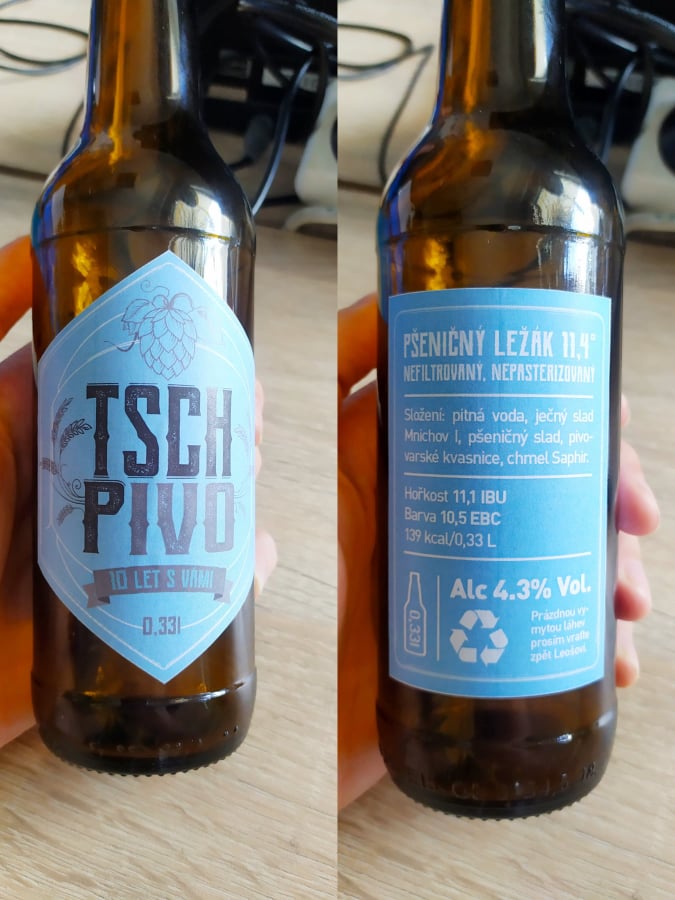 TSCH
PIVO
10 LET S VÁMI
0,33l
PŠENIČNÝ LEŽÁK 11,4°
NEFILTROVANÝ, NEPASTERIZOVANÝ
Složení: pitná voda, ječný slad
Mnichov I, pšeničný slad, pivo-
varské kvasnice, chmel Saphir.
Hořkost 11,1 IBU
Barva 10,5 EBC
139 kcal/0,33 L
0,33l
Alc 4.3% Vol.
Prázdnou vy-
mytou láhev
prosím vraťte
zpět Leošovi.